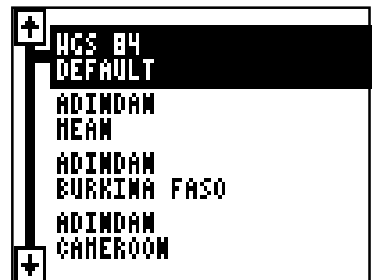 WGS 84
DEFAULT
ADINDAN
MEAN
ADINDAN
BURKINA FASO
ADINDAN
CAMEROON